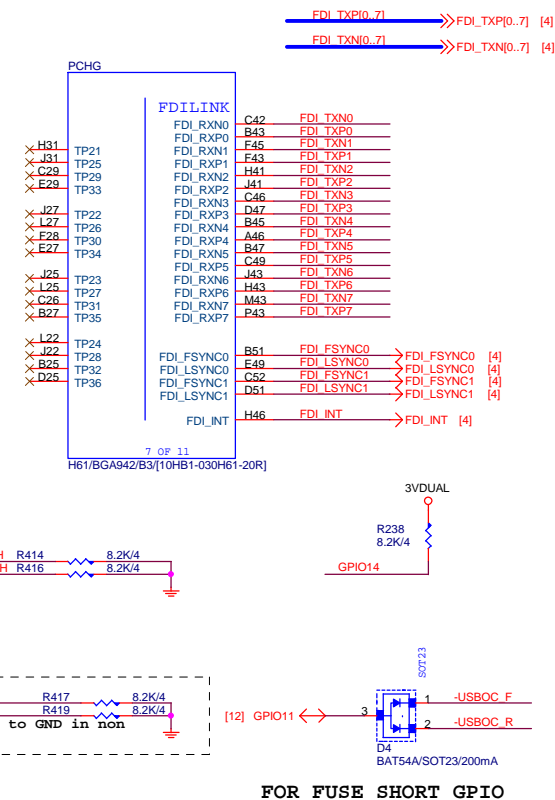 FDI_TXP[0..7] FDI_TXP[0..7] [4]
FDI_TXN[0..7] FDI_TXN[0..7] [4]
PCHG
FDILINK
FDI_RXN0 C42 FDI_TXN0
FDI_RXP0 B43 FDI_TXP0
H31 TP21 FDI_RXN1 F45 FDI_TXN1
J31 TP25 FDI_RXP1 F43 FDI_TXP1
C29 TP29 FDI_RXN2 H41 FDI_TXN2
E29 TP33 FDI_RXP2 J41 FDI_TXP2
FDI_RXN3 C46 FDI_TXN3
J27 TP22 FDI_RXP3 D47 FDI_TXP3
L27 TP26 FDI_RXN4 B45 FDI_TXN4
F28 TP30 FDI_RXP4 A46 FDI_TXP4
E27 TP34 FDI_RXN5 B47 FDI_TXN5
FDI_RXP5 C49 FDI_TXP5
J25 TP23 FDI_RXN6 J43 FDI_TXN6
L25 TP27 FDI_RXP6 H43 FDI_TXP6
C26 TP31 FDI_RXN7 M43 FDI_TXN7
B27 TP35 FDI_RXP7 P43 FDI_TXP7
L22 TP24
J22 TP28 FDI_FSYNC0 B51 FDI_FSYNC0 FDI_FSYNC0 [4]
B25 TP32 FDI_LSYNC0 E49 FDI_LSYNC0 FDI_LSYNC0 [4]
D25 TP36 FDI_FSYNC1 C52 FDI_FSYNC1 FDI_FSYNC1 [4]
FDI_LSYNC1 D51 FDI_LSYNC1 FDI_LSYNC1 [4]
FDI_INT H46 FDI_INT FDI_INT [4]
7 OF 11
H61/BGA942/B3/[10HB1-030H61-20R]
3VDUAL
R238
8.2K/4
GPIO14
H R414 8.2K/4
H R416 8.2K/4
SOT23
R417 8.2K/4
R419 8.2K/4
to GND in non
[12] GPIO11 3 1 -USBOC_F
2 -USBOC_R
D4
BAT54A/SOT23/200mA
FOR FUSE SHORT GPIO